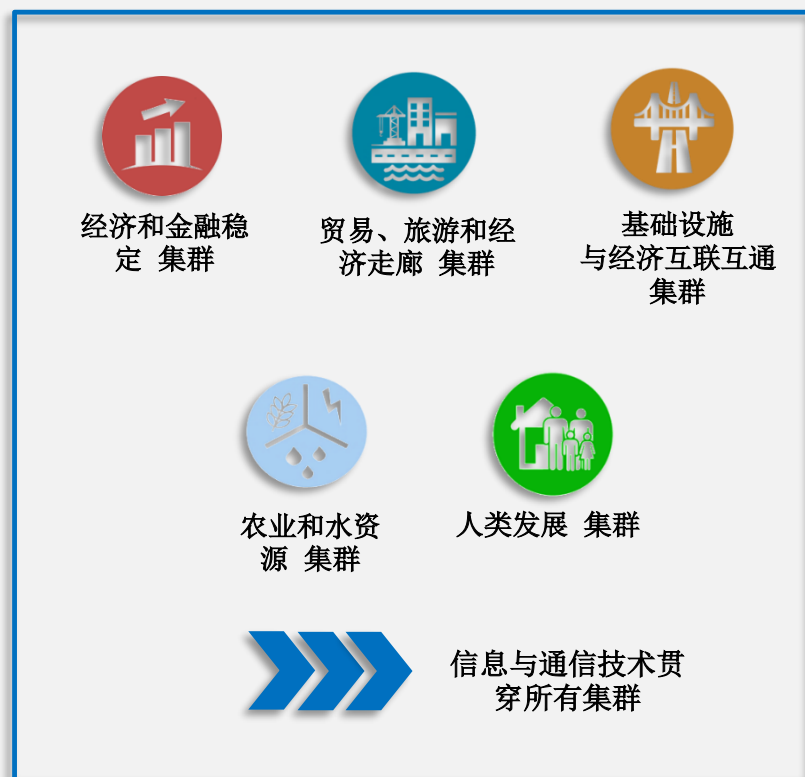 经济和金融稳
定 集群
贸易、旅游和经
济走廊 集群
基础设施
与经济互联互通
集群
农业和水资
源 集群
人类发展 集群
信息与通信技术贯
穿所有集群